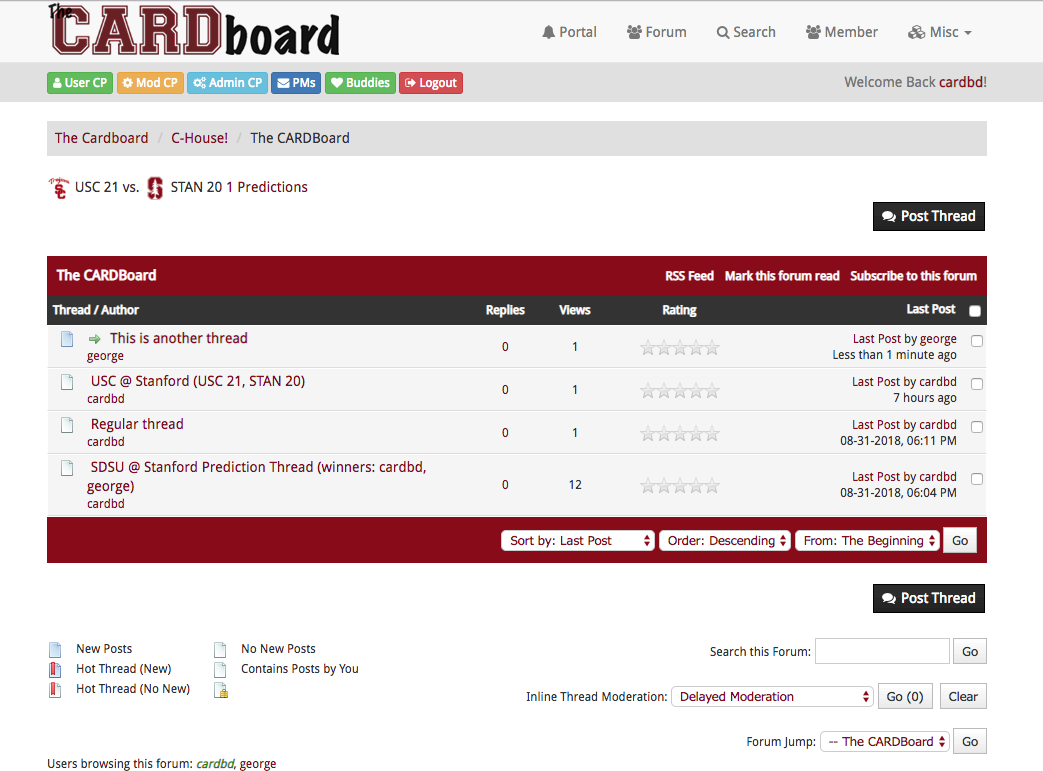 The CARDboard
Portal Forum Search Member Misc
User CP Mod CP Admin CP PMs Buddies Logout
Welcome Back cardbd!
The Cardboard / C-House! / The CARDBoard
Trojans SC USC 21 vs. S STAN 20 1 Predictions
Post Thread
The CARDBoard RSS Feed Mark this forum read Subscribe to this forum
Thread / Author Replies Views Rating Last Post
This is another thread
george
0 1
Last Post by george
Less than 1 minute ago
USC @ Stanford (USC 21, STAN 20)
cardbd
0 1
Last Post by cardbd
7 hours ago
Regular thread
cardbd
0 1
Last Post by cardbd
08-31-2018, 06:11 PM
SDSU @ Stanford Prediction Thread (winners: cardbd,
george)
cardbd
0 12
Last Post by cardbd
08-31-2018, 06:04 PM
Sort by: Last Post Order: Descending From: The Beginning Go
Post Thread
New Posts
Hot Thread (New)
Hot Thread (No New)
No New Posts
Contains Posts by You
Search this Forum: Go
Inline Thread Moderation: Delayed Moderation Go (0) Clear
Forum Jump: -- The CARDBoard Go
Users browsing this forum: cardbd, george